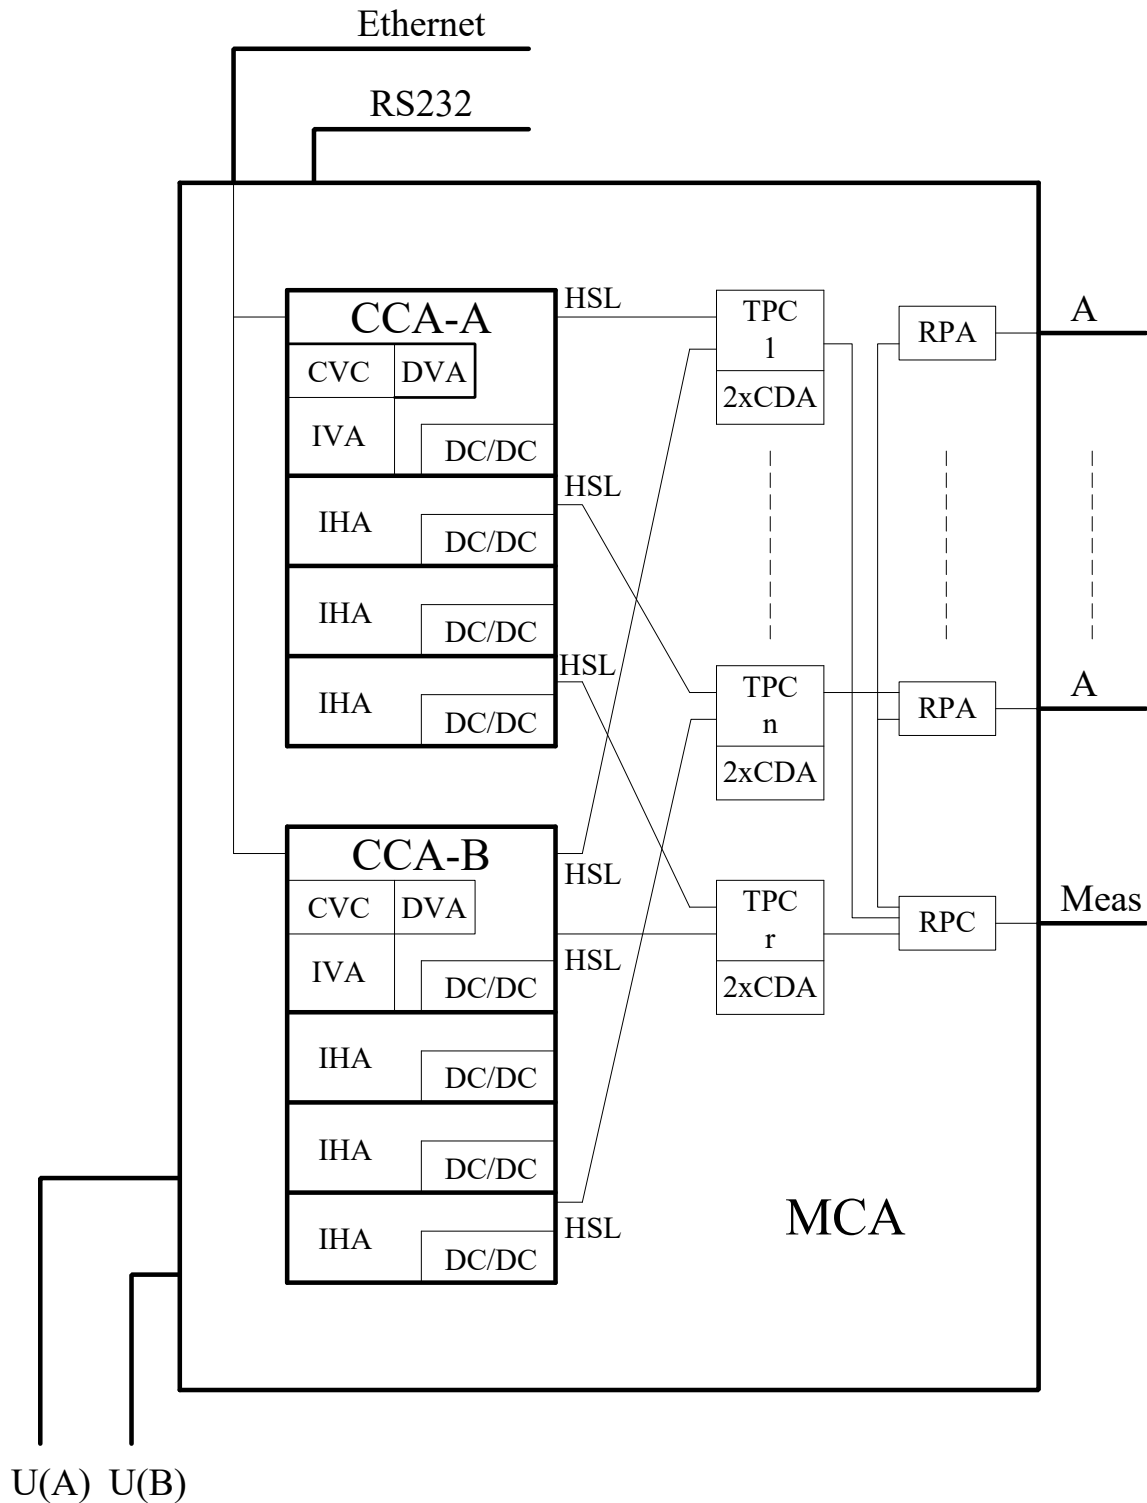 Ethernet
RS232
CCA-A
CVC DVA
IVA
DC/DC
IHA
DC/DC
IHA
DC/DC
IHA
DC/DC
HSL
HSL
HSL
CCA-B
CVC DVA
IVA
DC/DC
IHA
DC/DC
IHA
DC/DC
IHA
DC/DC
HSL
HSL
HSL
TPC
1
2xCDA
TPC
n
2xCDA
TPC
r
2xCDA
RPA
RPA
RPC
A
A
Meas
MCA
U(A) U(B)